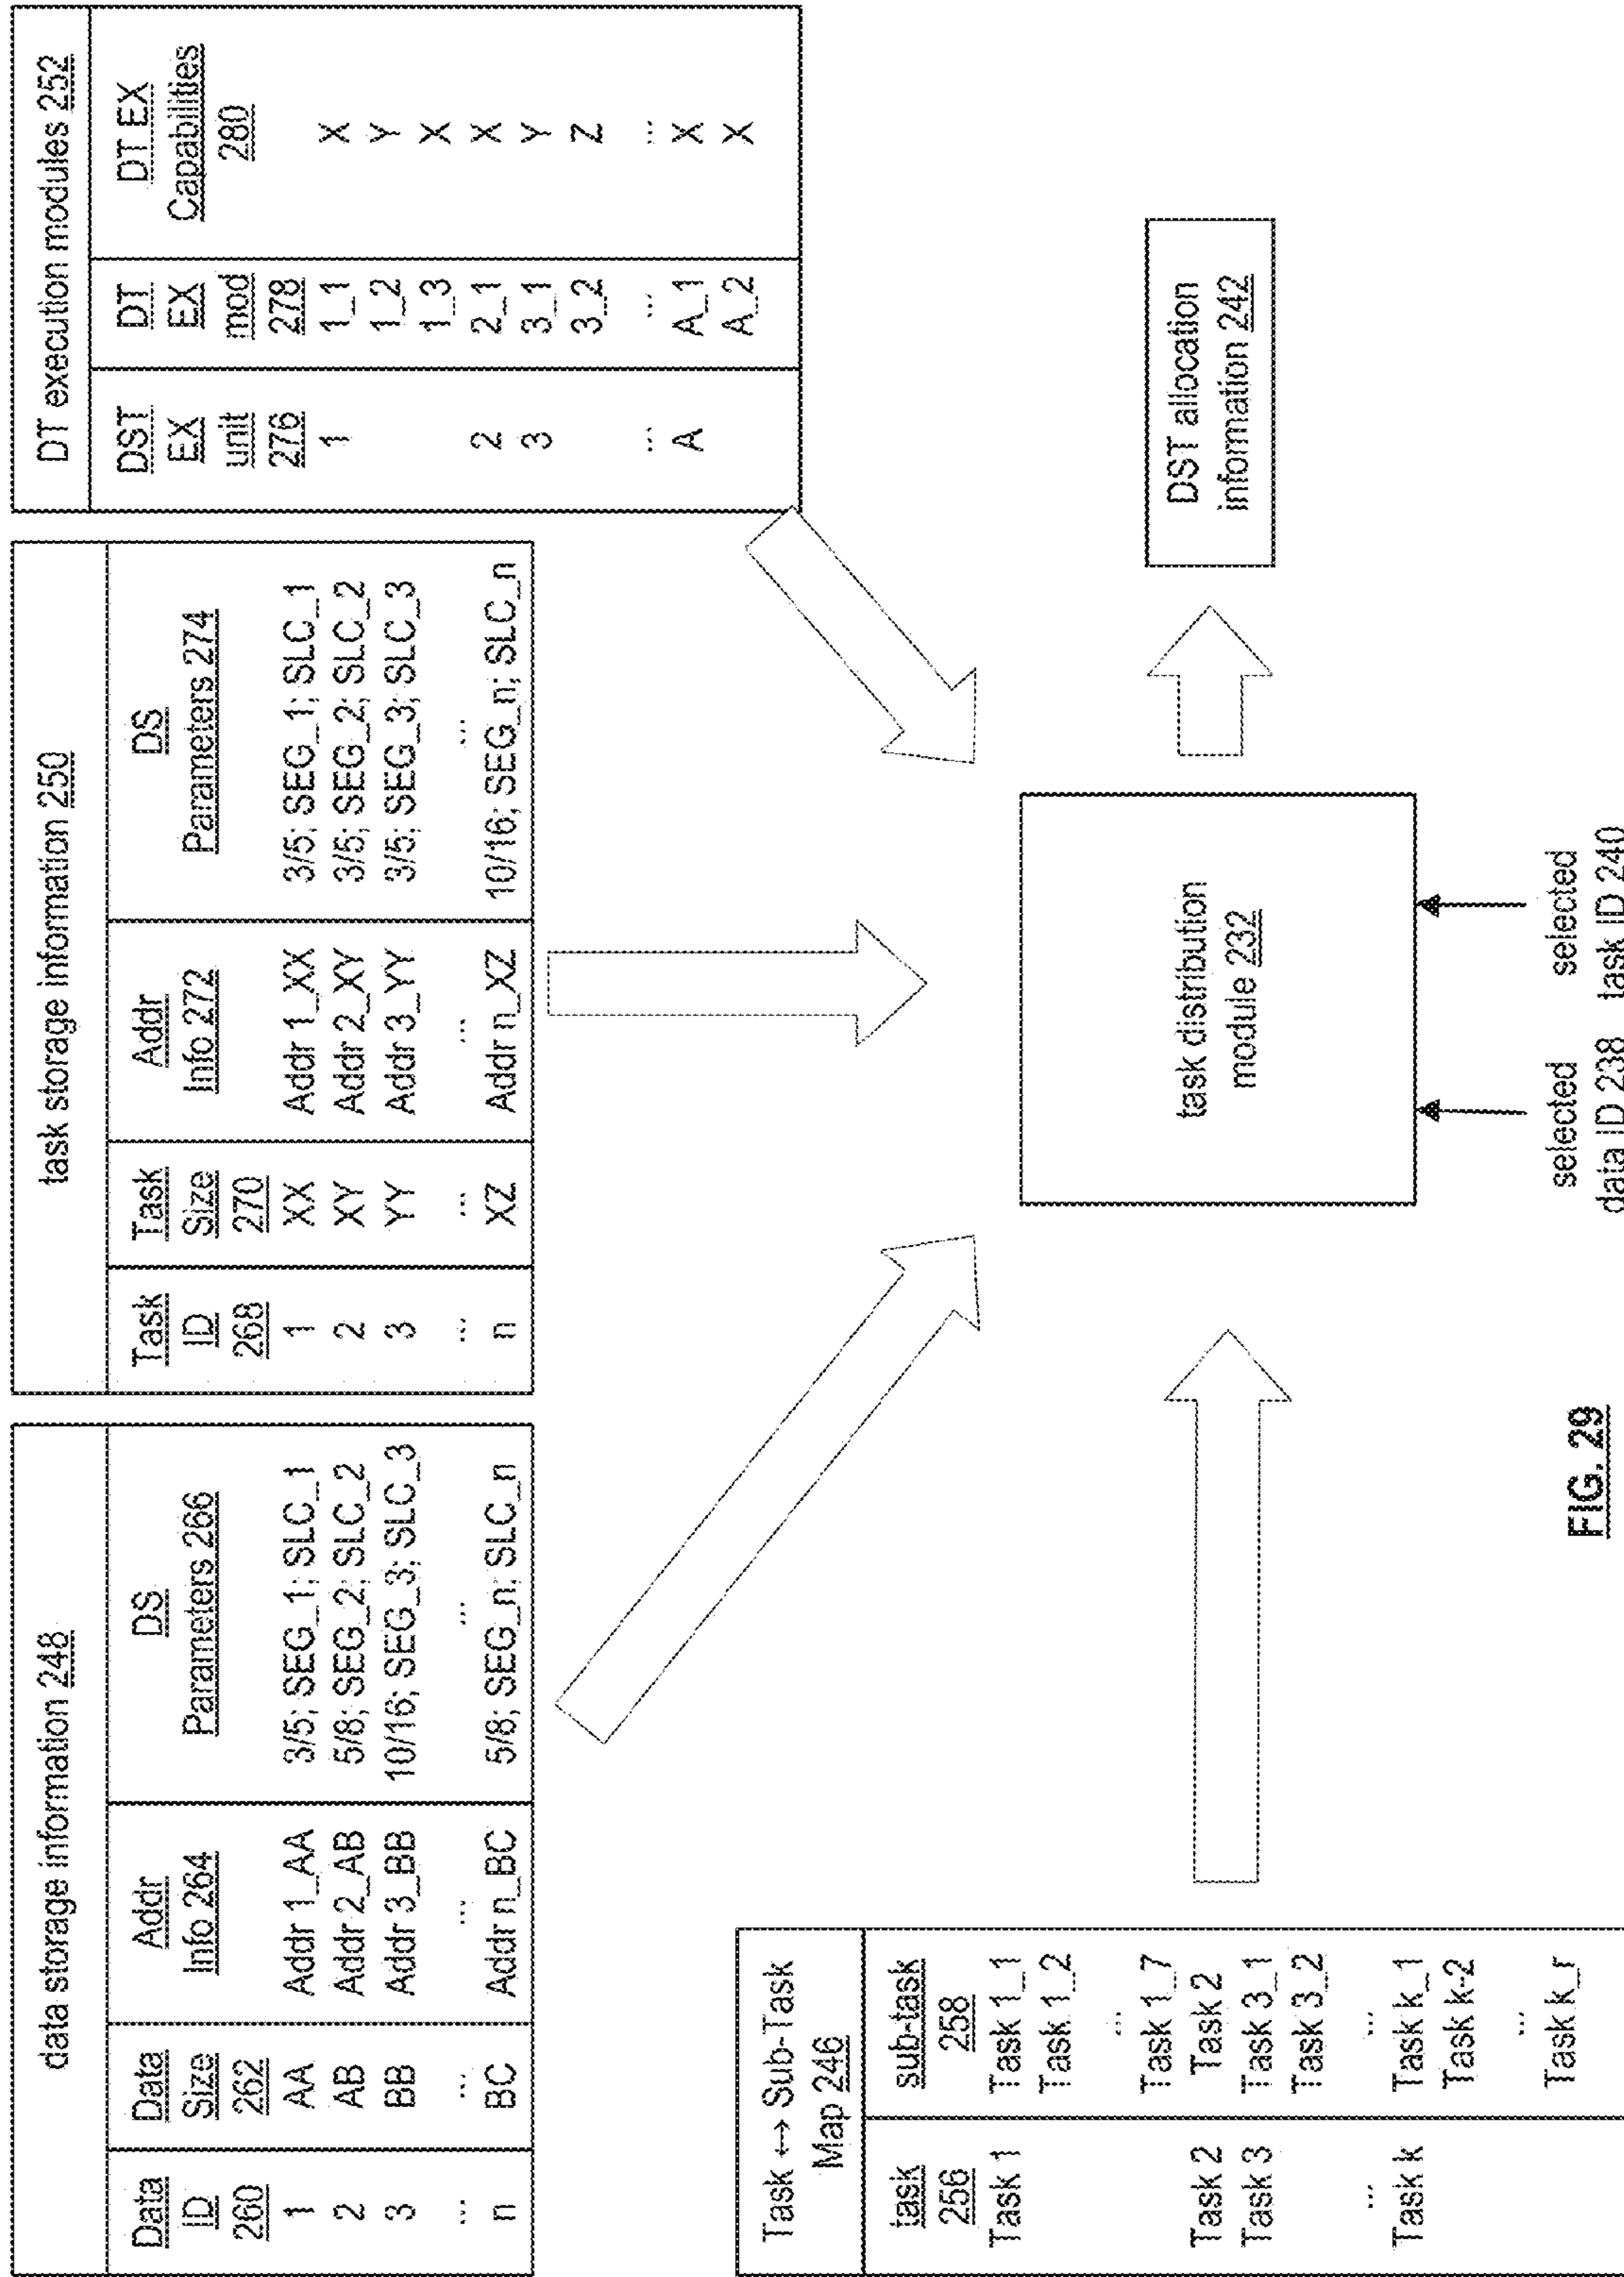 data storage information 248
Data ID 260 Data Size 262 Addr Info 264 DS Parameters 266
1 AA Addr 1_AA 3/5; SEG_1; SLC_1
2 AB Addr 2_AB 5/8; SEG_2; SLC_2
3 BB Addr 3_BB 10/16; SEG_3; SLC_3
... ... ... ...
n BC Addr n_BC 5/8; SEG_n; SLC_n
task storage information 250
Task ID 268 Task Size 270 Addr Info 272 DS Parameters 274
1 XX Addr 1_XX 3/5; SEG_1; SLC_1
2 XY Addr 2_XY 3/5; SEG_2; SLC_2
3 YY Addr 3_YY 3/5; SEG_3; SLC_3
... ... ... ...
n XZ Addr n_XZ 10/16; SEG_n; SLC_n
DT execution modules 252
DST EX unit 276 DT EX mod 278 DT EX Capabilities 280
1 1_1 X
1_2 Y
1_3 X
2 2_1 X
3 3_1 Y
3_2 Z
... ... ...
A A_1 X
A_2 X
Task ↔ Sub-Task
Map 246
task 256 sub-task 258
Task 1 Task 1_1
Task 1_2
...
Task 1_7
Task 2 Task 2
Task 3 Task 3_1
Task 3_2
... ...
Task k Task k_1
Task k-2
...
Task k_r
task distribution
module 232
DST allocation
information 242
selected
data ID 238
selected
task ID 240
FIG. 29